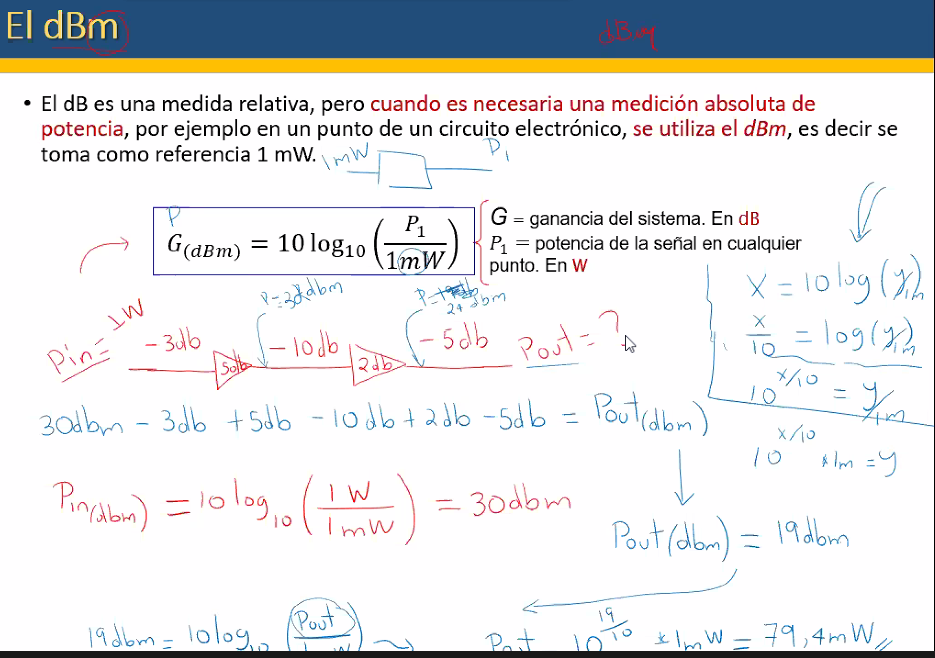 El dBm
dBm
• El dB es una medida relativa, pero cuando es necesaria una medición absoluta de
potencia, por ejemplo en un punto de un circuito electrónico, se utiliza el dBm, es decir se
toma como referencia 1 mW.
1mW P₁
P
G(dBm) = 10 log₁₀ (P₁/1mW)
G = ganancia del sistema. En dB
P₁ = potencia de la señal en cualquier
punto. En W
x = 10 log(y/1m)
x/10 = log(y/1m)
10^x/10 = y/1m
10^x/10 *1m = y
Pin= 1W -3db 5db -10db 2db -5db Pout = ?
dbm
24 dbm
30dbm - 3db + 5db - 10db + 2db - 5db = Pout(dbm)
Pin(dbm) = 10 log₁₀ (1W/1mW) = 30dbm
Pout(dbm) = 19dbm
19dbm = 10log₁₀ (Pout/
Pout 10^19/10 *1mW = 79,4mW